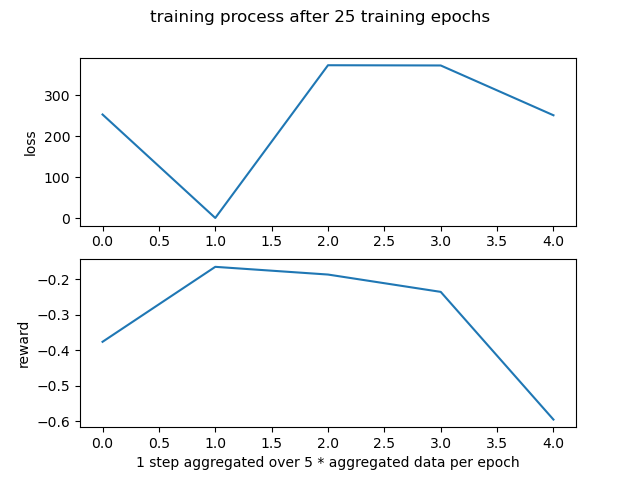 training process after 25 training epochs
300
200
100
0
loss
0.0 0.5 1.0 1.5 2.0 2.5 3.0 3.5 4.0
−0.2
−0.3
−0.4
−0.5
−0.6
reward
0.0 0.5 1.0 1.5 2.0 2.5 3.0 3.5 4.0
1 step aggregated over 5 * aggregated data per epoch